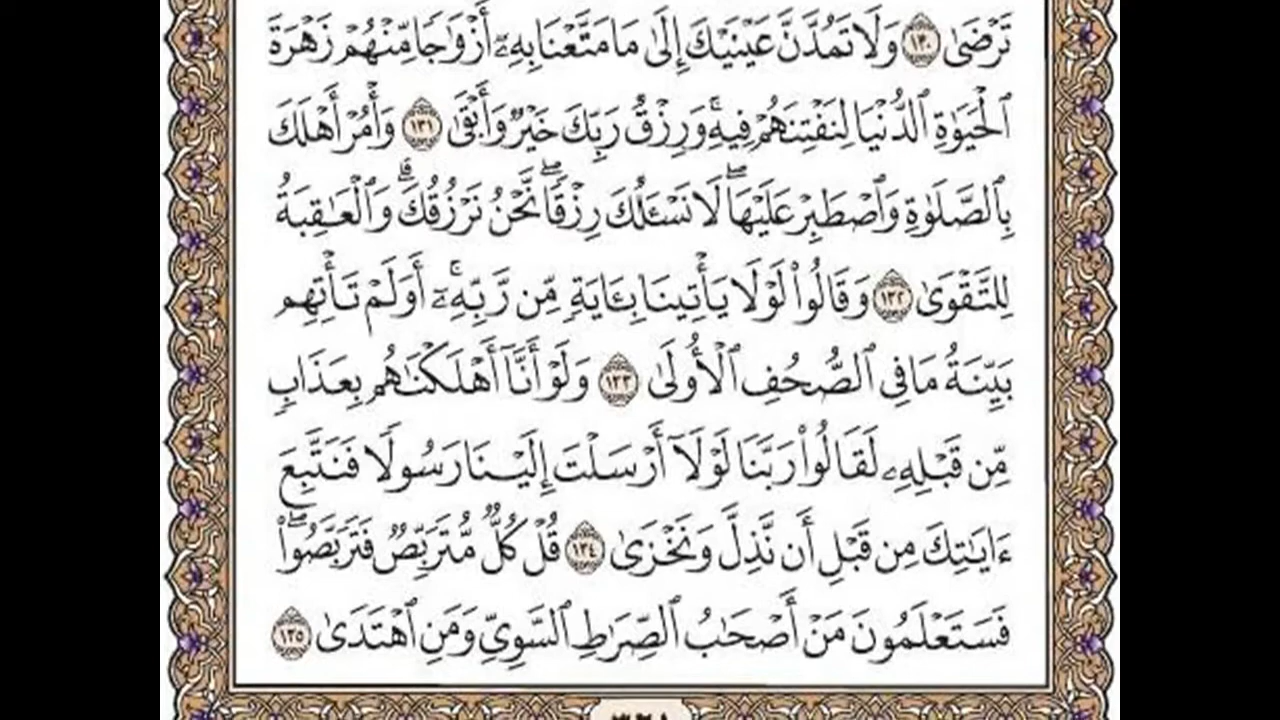 تَرۡضَىٰ ١٣٠ وَلَا تَمُدَّنَّ عَيۡنَيۡكَ إِلَىٰ مَا مَتَّعۡنَا بِهِۦٓ أَزۡوَٰجٗا مِّنۡهُمۡ زَهۡرَةَ
ٱلۡحَيَوٰةِ ٱلدُّنۡيَا لِنَفۡتِنَهُمۡ فِيهِۚ وَرِزۡقُ رَبِّكَ خَيۡرٞ وَأَبۡقَىٰ ١٣١ وَأۡمُرۡ أَهۡلَكَ
بِٱلصَّلَوٰةِ وَٱصۡطَبِرۡ عَلَيۡهَاۖ لَا نَسۡـَٔلُكَ رِزۡقٗاۖ نَّحۡنُ نَرۡزُقُكَۗ وَٱلۡعَٰقِبَةُ
لِلتَّقۡوَىٰ ١٣٢ وَقَالُواْ لَوۡلَا يَأۡتِينَا بِـَٔايَةٖ مِّن رَّبِّهِۦٓۚ أَوَلَمۡ تَأۡتِهِم
بَيِّنَةُ مَا فِي ٱلصُّحُفِ ٱلۡأُولَىٰ ١٣٣ وَلَوۡ أَنَّآ أَهۡلَكۡنَٰهُم بِعَذَابٖ
مِّن قَبۡلِهِۦ لَقَالُواْ رَبَّنَا لَوۡلَآ أَرۡسَلۡتَ إِلَيۡنَا رَسُولٗا فَنَتَّبِعَ
ءَايَٰتِكَ مِن قَبۡلِ أَن نَّذِلَّ وَنَخۡزَىٰ ١٣٤ قُلۡ كُلّٞ مُّتَرَبِّصٞ فَتَرَبَّصُواْۖ
فَسَتَعۡلَمُونَ مَنۡ أَصۡحَٰبُ ٱلصِّرَٰطِ ٱلسَّوِيِّ وَمَنِ ٱهۡتَدَىٰ ١٣٥